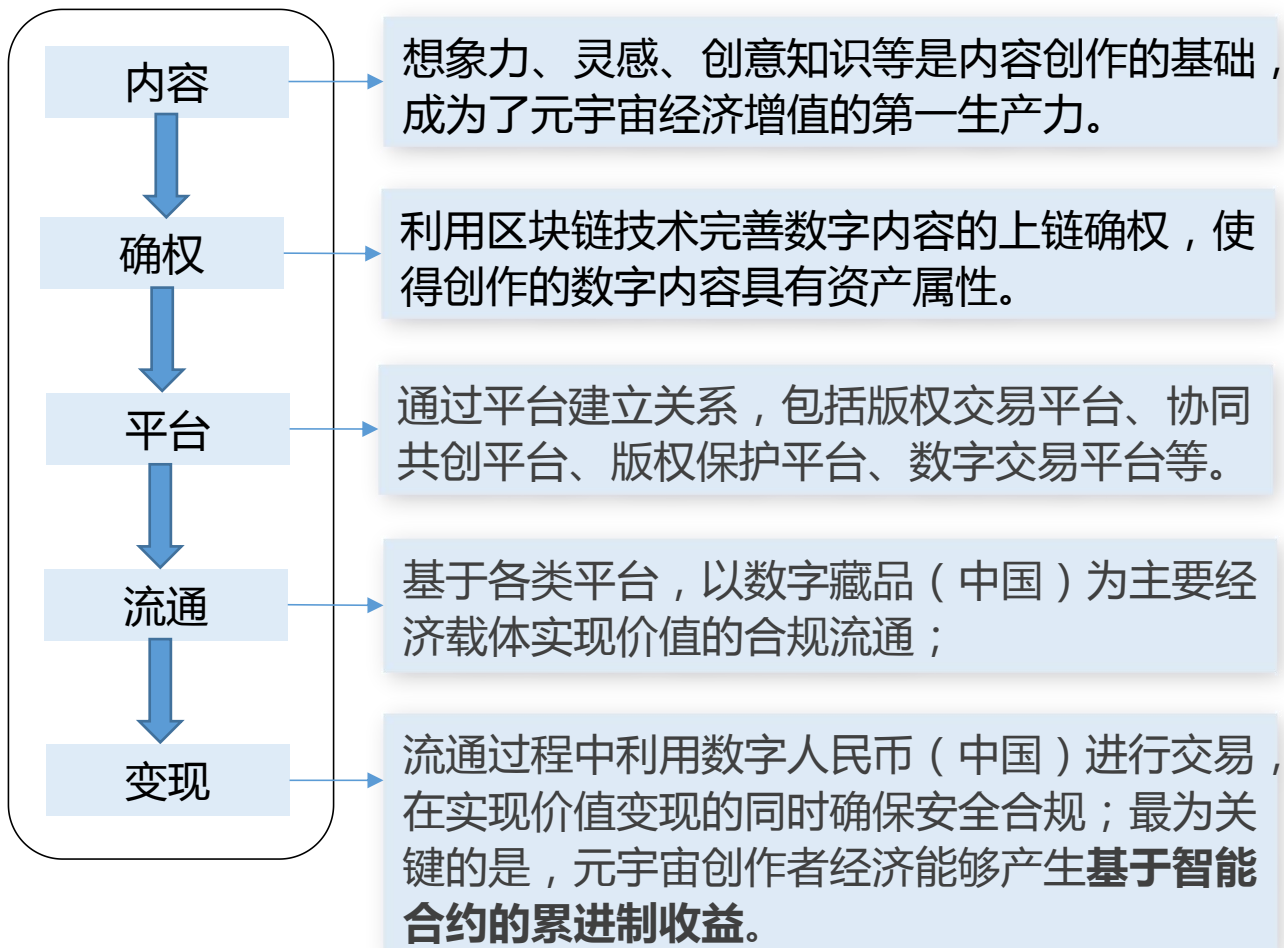 内容
想象力、灵感、创意知识等是内容创作的基础，
成为了元宇宙经济增值的第一生产力。
确权
利用区块链技术完善数字内容的上链确权，使
得创作的数字内容具有资产属性。
平台
通过平台建立关系，包括版权交易平台、协同
共创平台、版权保护平台、数字交易平台等。
流通
基于各类平台，以数字藏品（中国）为主要经
济载体实现价值的合规流通；
变现
流通过程中利用数字人民币（中国）进行交易，
在实现价值变现的同时确保安全合规；最为关
键的是，元宇宙创作者经济能够产生基于智能
合约的累进制收益。